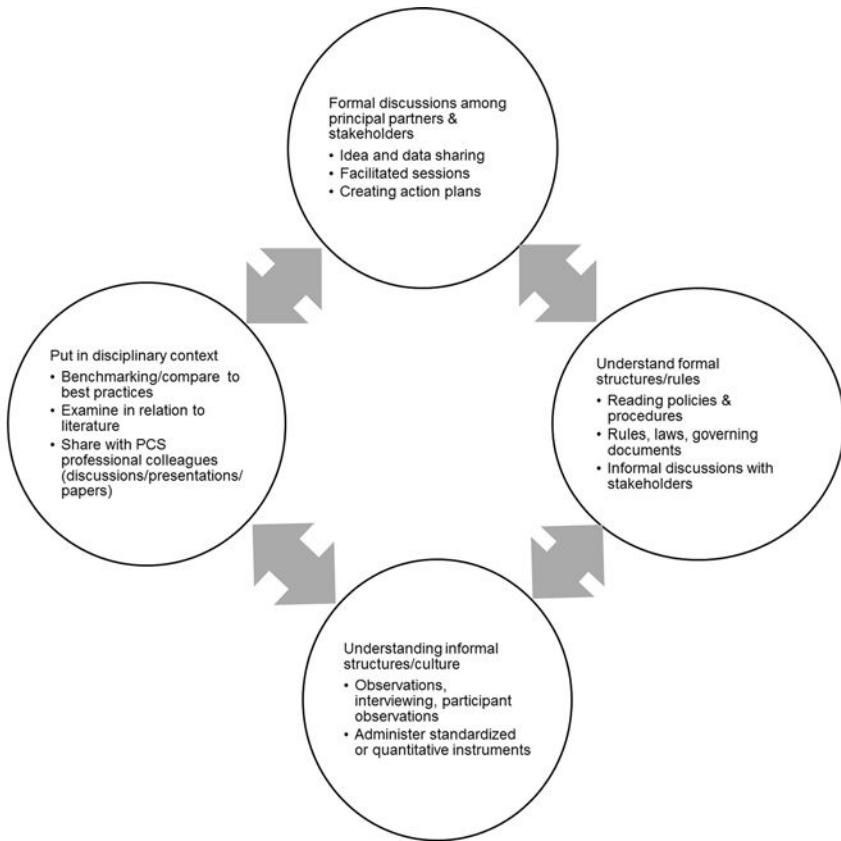 Formal discussions among
principal partners &
stakeholders
• Idea and data sharing
• Facilitated sessions
• Creating action plans
Put in disciplinary context
• Benchmarking/compare to
best practices
• Examine in relation to
literature
• Share with PCS
professional colleagues
(discussions/presentations/
papers)
Understand formal
structures/rules
• Reading policies &
procedures
• Rules, laws, governing
documents
• Informal discussions with
stakeholders
Understanding informal
structures/culture
• Observations,
interviewing, participant
observations
• Administer standardized
or quantitative instruments